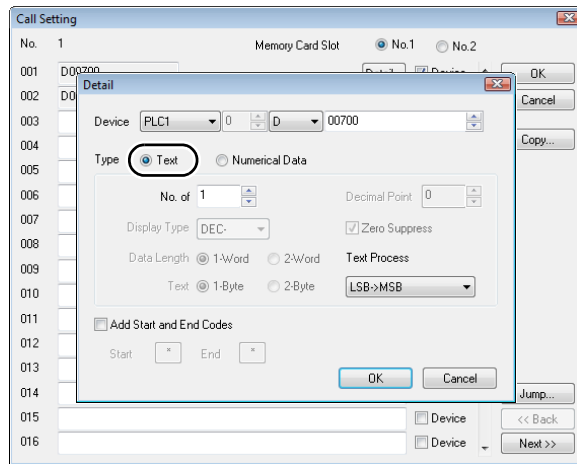 Call Setting
No. 1 Memory Card Slot No.1 No.2
001 D00700 Detail Device OK
Detail
002 D0 Cancel
Device PLC1 0 D 00700
003
004 Copy...
Type Text Numerical Data
005
006 No. of 1 Decimal Point 0
007 Display Type DEC- Zero Suppress
008
009 Data Length 1-Word 2-Word Text Process
010 Text 1-Byte 2-Byte LSB->MSB
011 Add Start and End Codes
012
Start * End *
013
OK Cancel
014 Jump...
015 Device << Back
016 Device Next >>